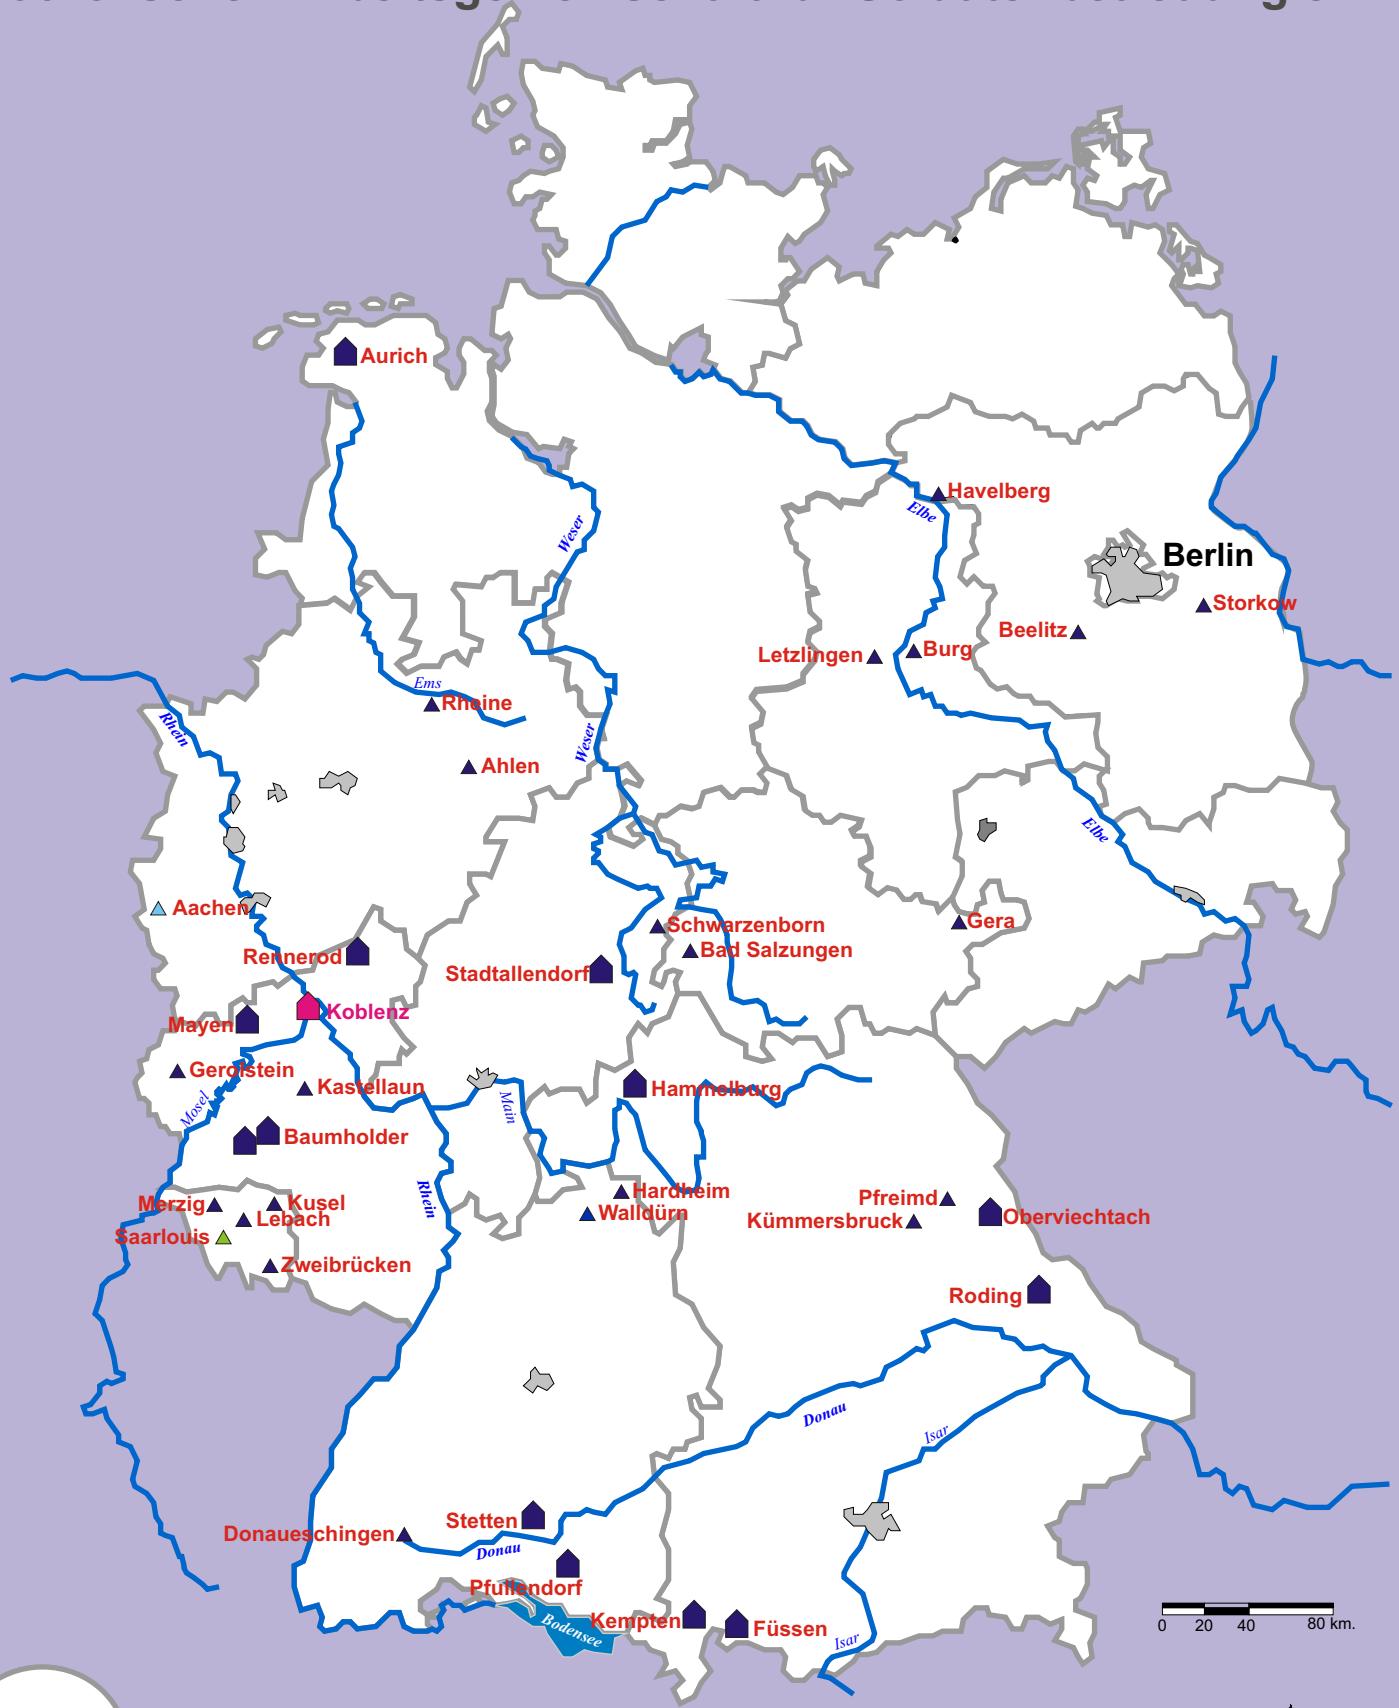 Aurich
Havelberg
Elbe
Weser
Berlin
Storkow
Beelitz
Burg
Letzlingen
Ems
Rheine
Rhein
Weser
Ahlen
Elbe
Aachen
Schwarzenborn
Gera
Bad Salzungen
Rennerod
Stadtallendorf
Koblenz
Mayen
Gerolstein
Kastellaun
Hammelburg
Mosel
Main
Baumholder
Rhein
Hardheim
Merzig
Kusel
Pfreimd
Walldürn
Lebach
Kümmersbruck
Oberviechtach
Saarlouis
Zweibrücken
Roding
Donau
Isar
Stetten
Donaueschingen
Donau
Pfullendorf
Kempten
Füssen
Bodensee
Isar
0 20 40 80 km.